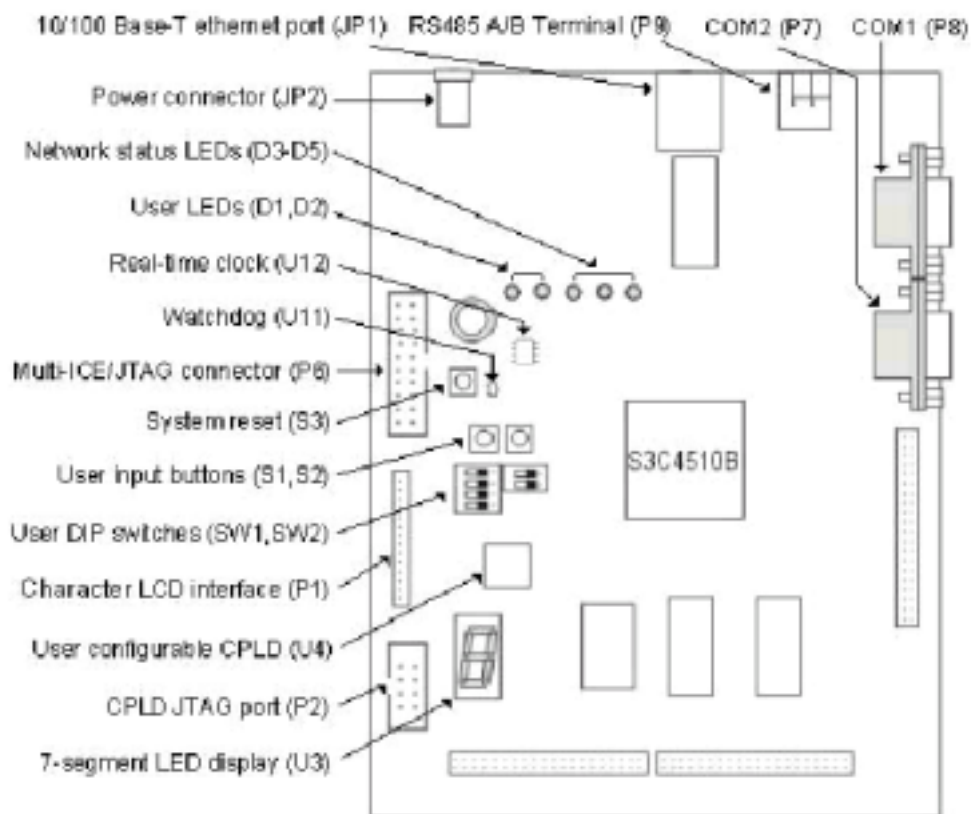 10/100 Base-T ethernet port (JP1) RS485 A/B Terminal (P9) COM2 (P7) COM1 (P8)
Power connector (JP2)
Network status LEDs (D3-D5)
User LEDs (D1,D2)
Real-time clock (U12)
Watchdog (U11)
Multi-ICE/JTAG connector (P6)
System reset (S3)
S3C4510B
User input buttons (S1,S2)
User DIP switches (SW1,SW2)
Character LCD interface (P1)
User configurable CPLD (U4)
CPLD JTAG port (P2)
7-segment LED display (U3)